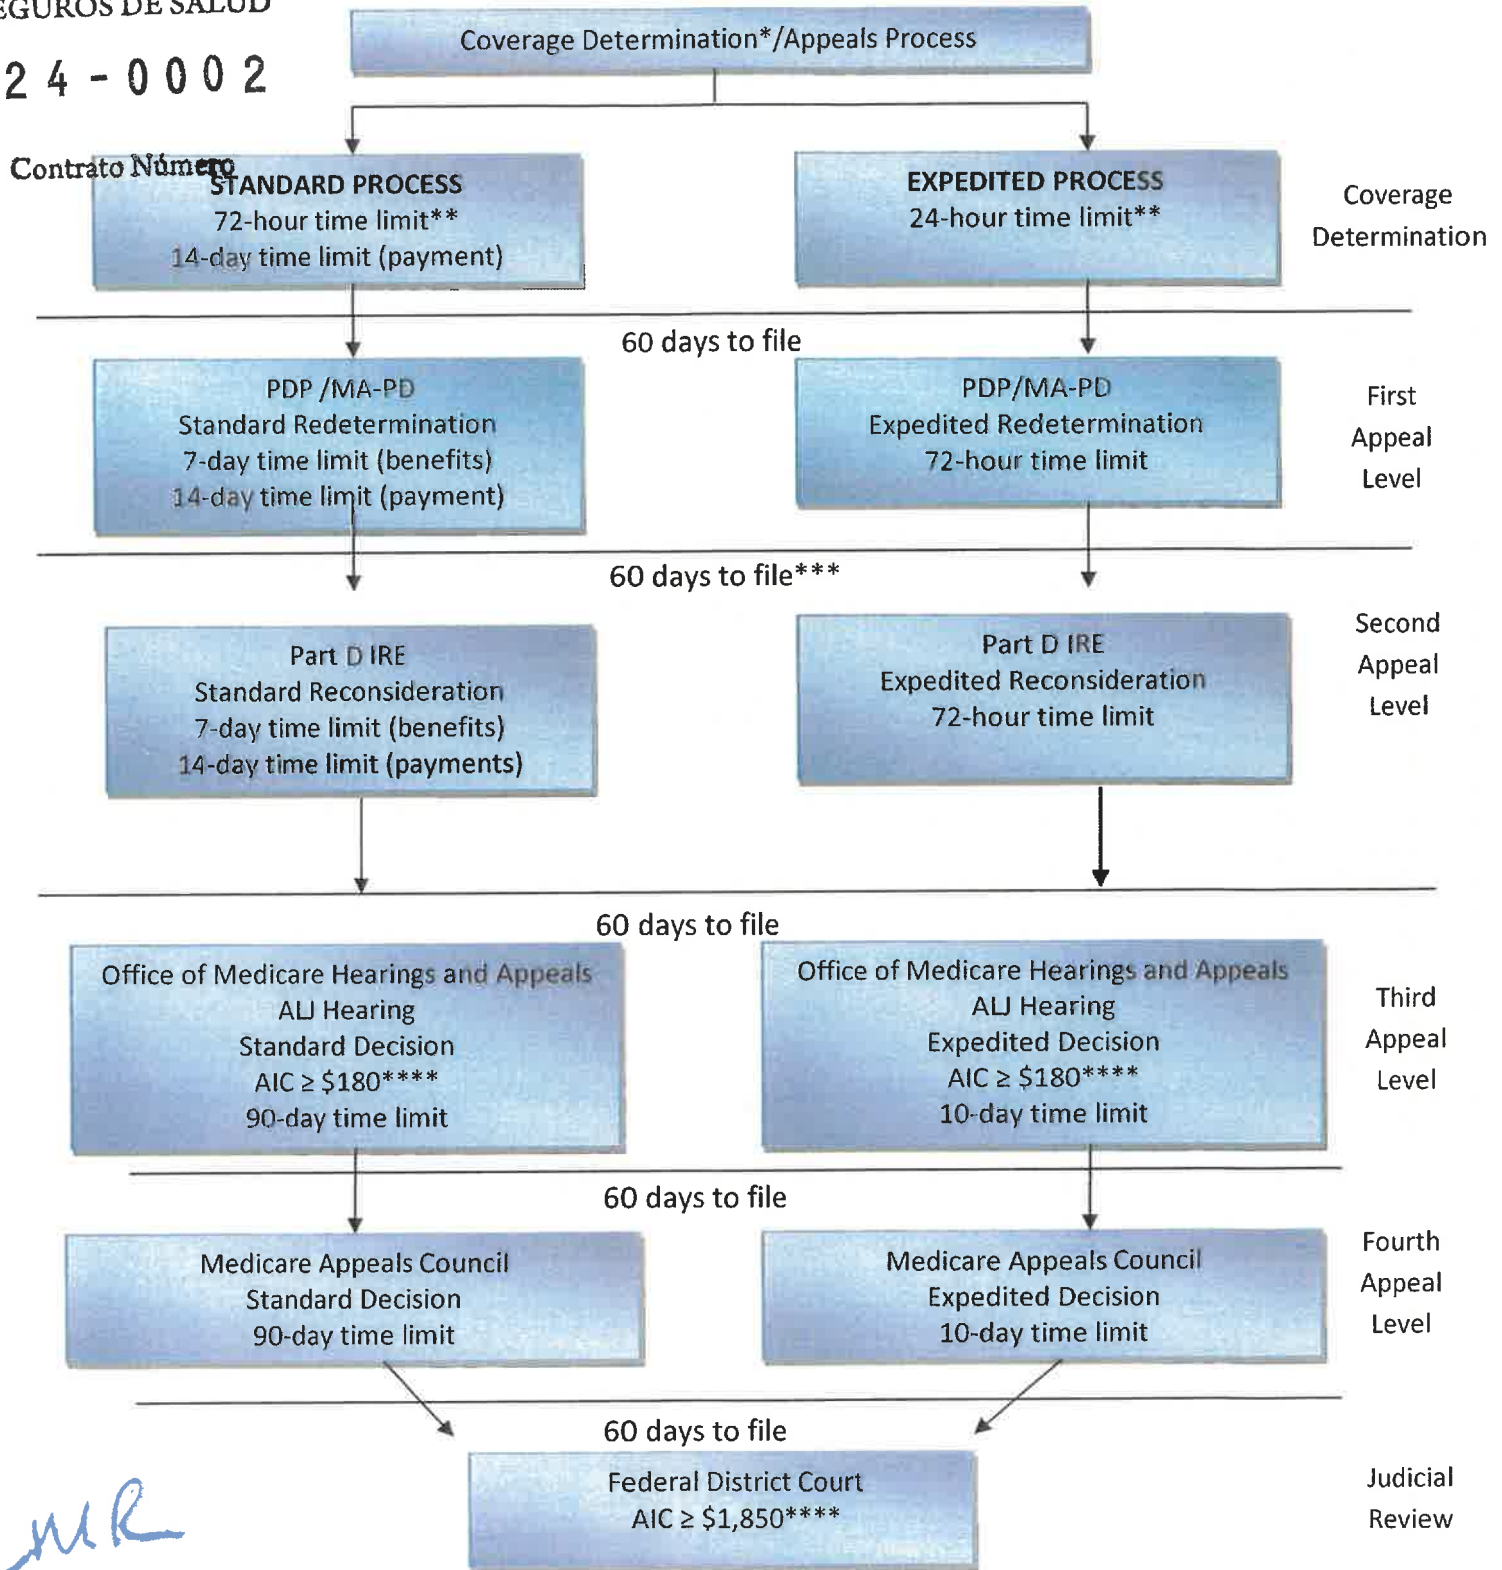 EGUROS DE SALUD
24-0002
Contrato Número
Coverage Determination*/Appeals Process
STANDARD PROCESS
72-hour time limit**
14-day time limit (payment)
EXPEDITED PROCESS
24-hour time limit**
Coverage
Determination
60 days to file
PDP /MA-PD
Standard Redetermination
7-day time limit (benefits)
14-day time limit (payment)
PDP/MA-PD
Expedited Redetermination
72-hour time limit
First
Appeal
Level
60 days to file***
Part D IRE
Standard Reconsideration
7-day time limit (benefits)
14-day time limit (payments)
Part D IRE
Expedited Reconsideration
72-hour time limit
Second
Appeal
Level
60 days to file
Office of Medicare Hearings and Appeals
ALJ Hearing
Standard Decision
AIC ≥ $180****
90-day time limit
Office of Medicare Hearings and Appeals
ALJ Hearing
Expedited Decision
AIC ≥ $180****
10-day time limit
Third
Appeal
Level
60 days to file
Medicare Appeals Council
Standard Decision
90-day time limit
Medicare Appeals Council
Expedited Decision
10-day time limit
Fourth
Appeal
Level
60 days to file
Federal District Court
AIC ≥ $1,850****
Judicial
Review
MR